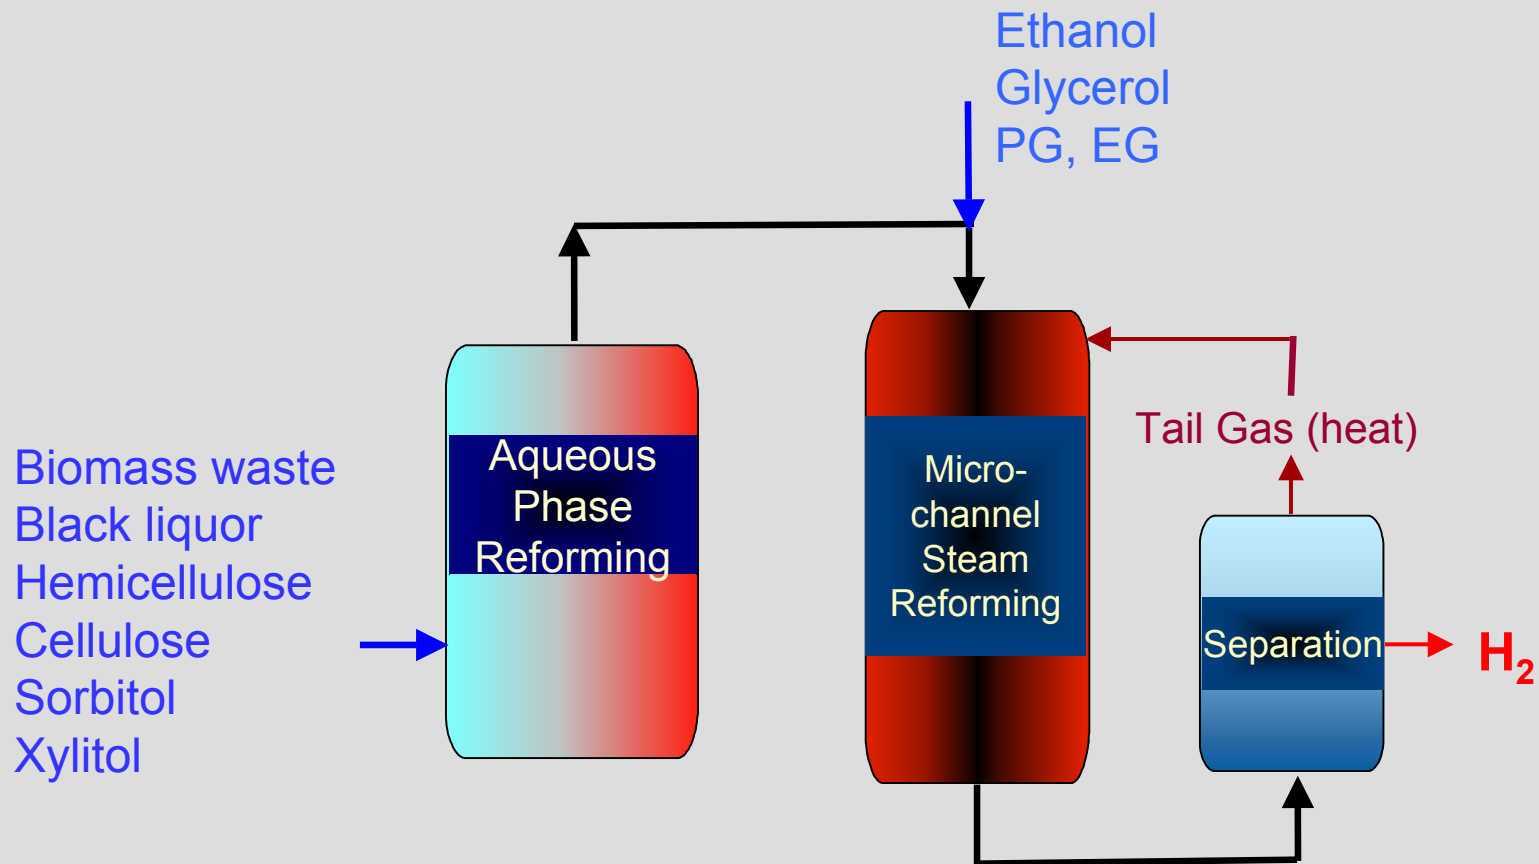 Ethanol
Glycerol
PG, EG
Biomass waste
Black liquor
Hemicellulose
Cellulose
Sorbitol
Xylitol
Aqueous
Phase
Reforming
Micro-
channel
Steam
Reforming
Tail Gas (heat)
Separation
H₂